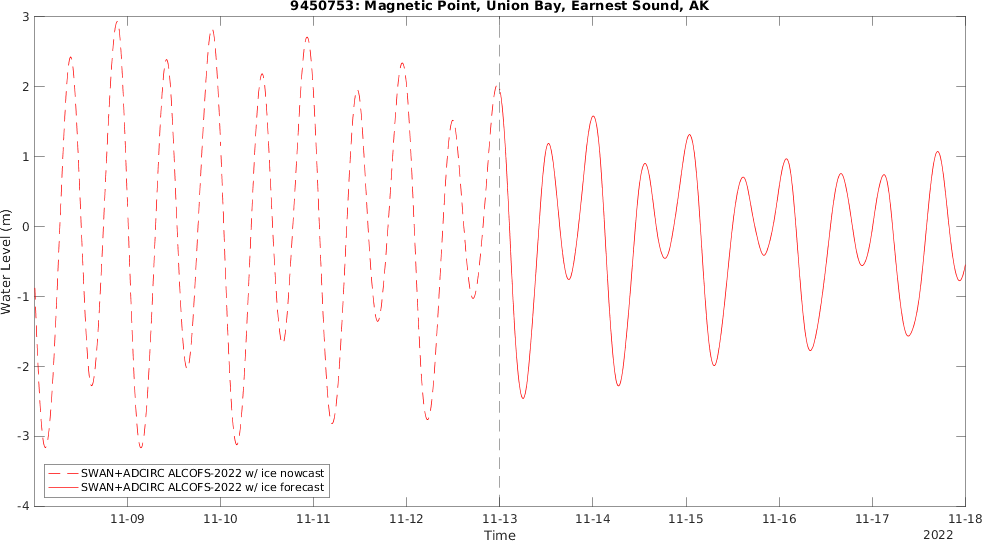 9450753: Magnetic Point, Union Bay, Earnest Sound, AK
Water Level (m)
3
2
1
0
-1
-2
-3
-4
SWAN+ADCIRC ALCOFS-2022 w/ ice nowcast
SWAN+ADCIRC ALCOFS-2022 w/ ice forecast
11-09 11-10 11-11 11-12 11-13 11-14 11-15 11-16 11-17 11-18
Time
2022